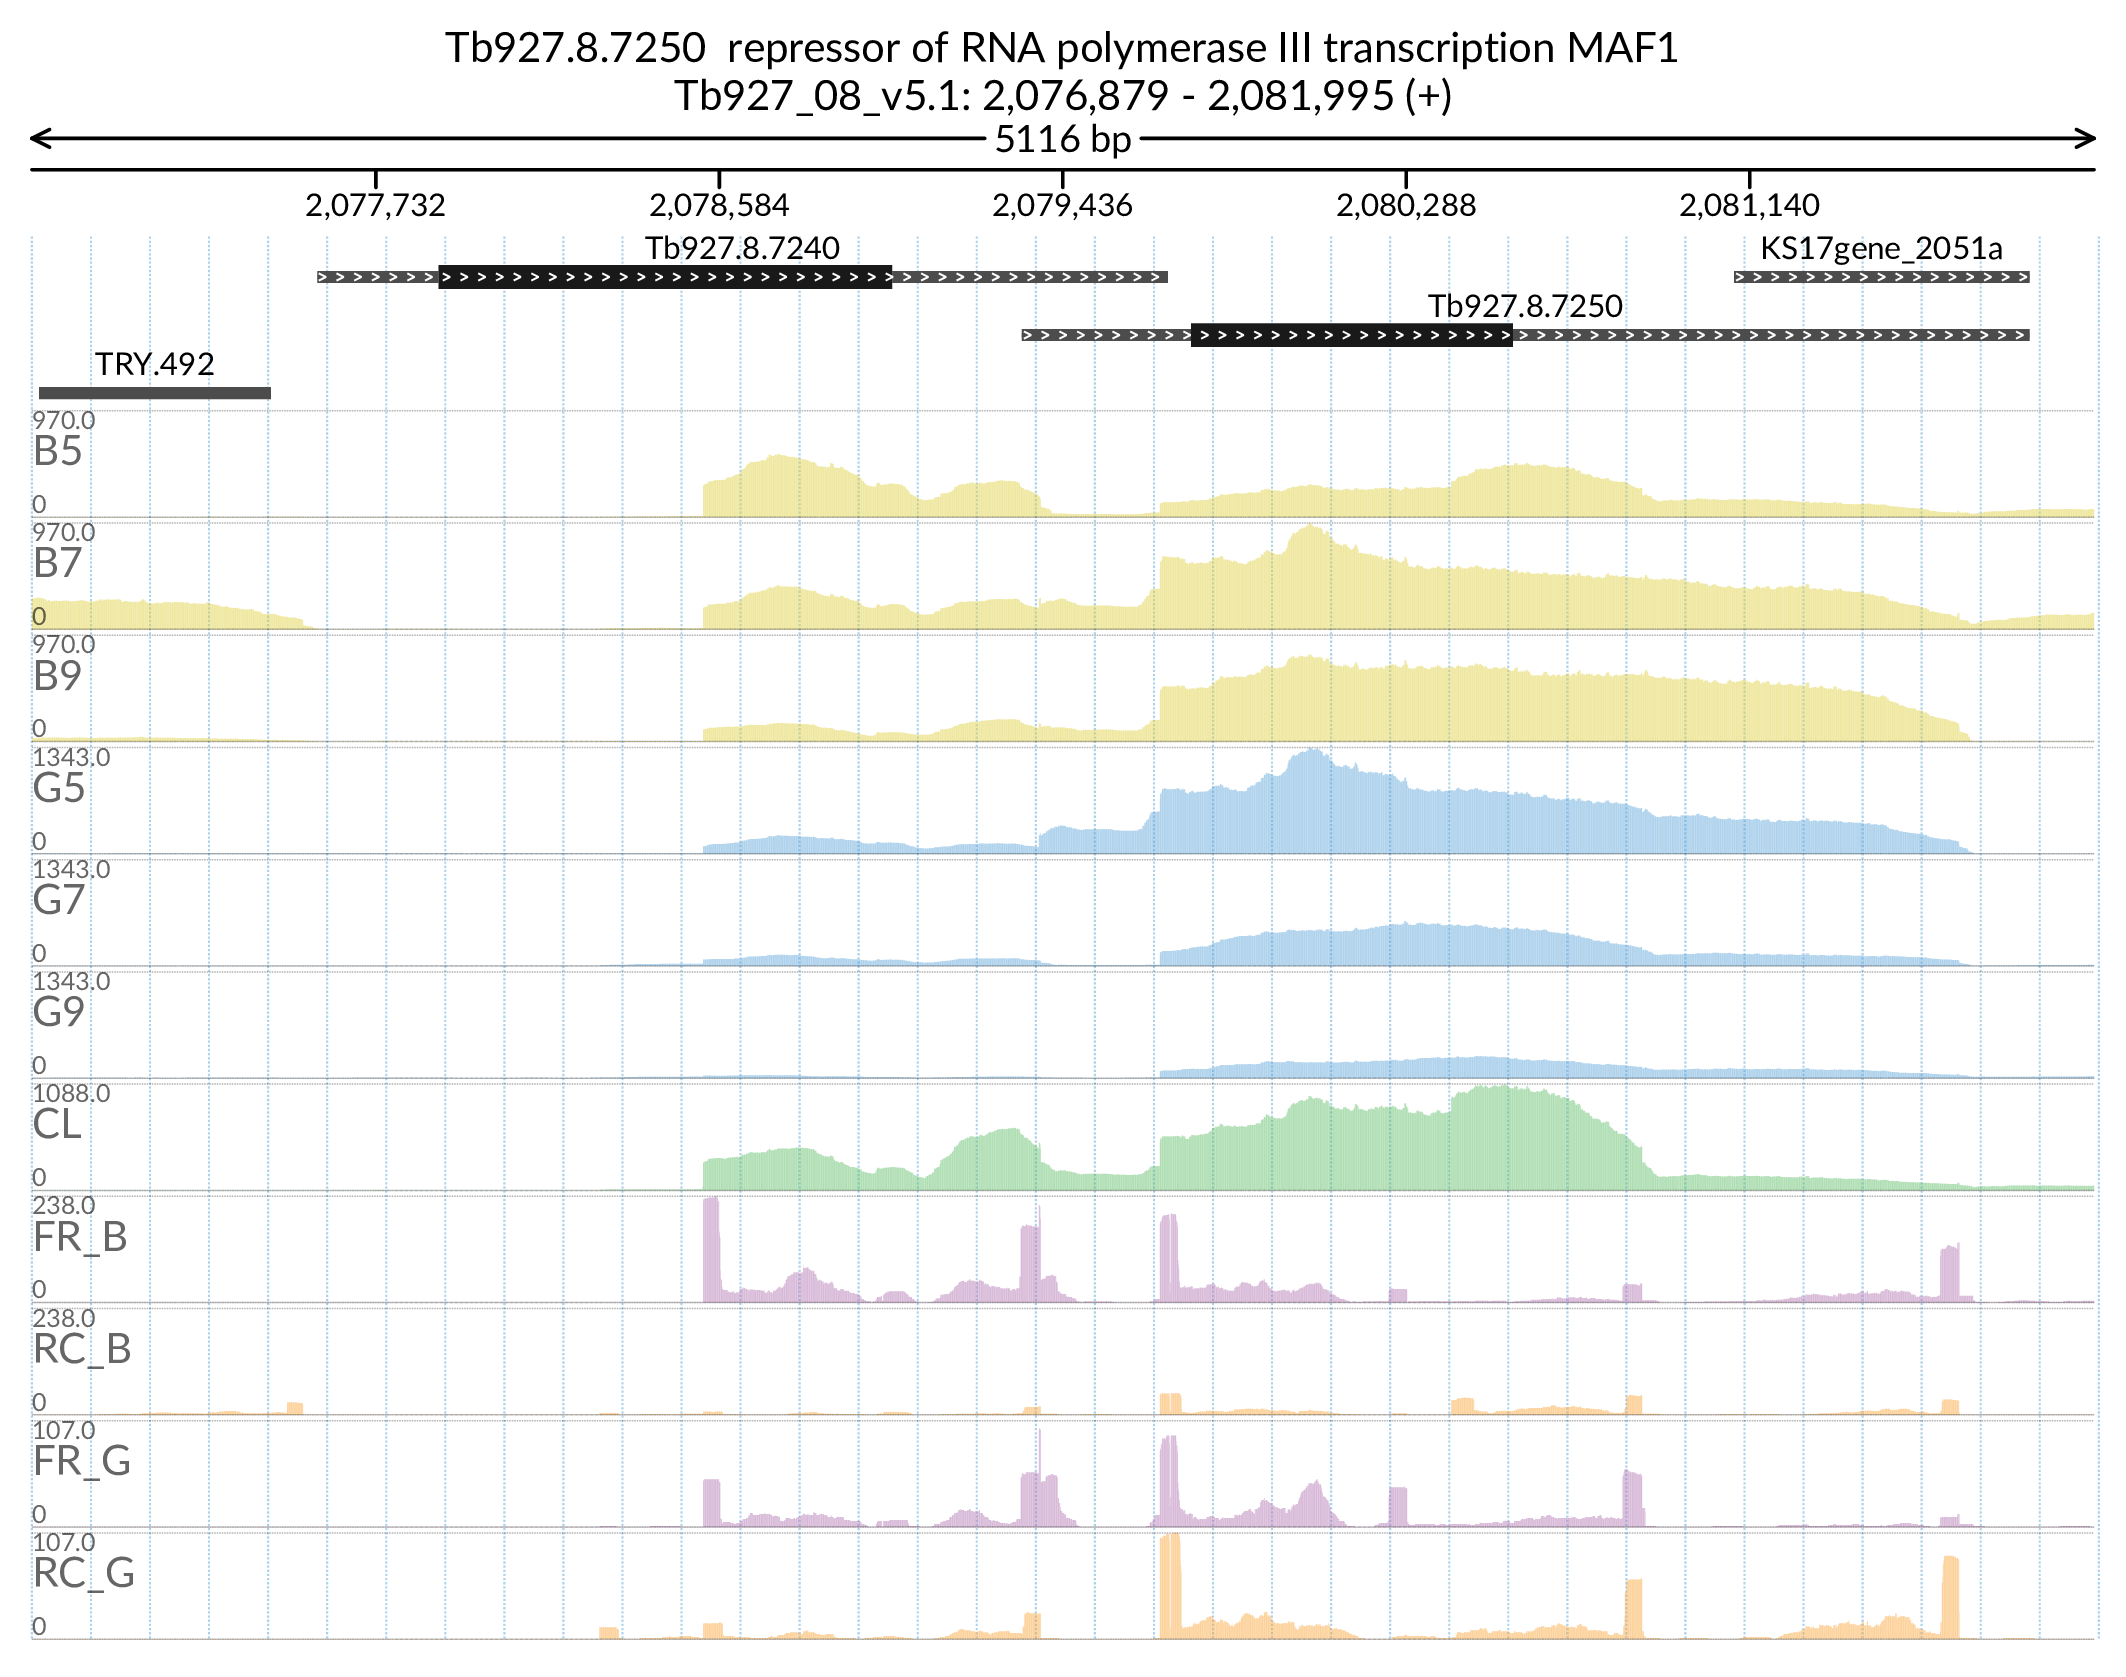 Tb927.8.7250  repressor of RNA polymerase III transcription MAF1
Tb927_08_v5.1: 2,076,879 - 2,081,995 (+)
5116 bp
2,077,732 2,078,584 2,079,436 2,080,288 2,081,140
Tb927.8.7240 KS17gene_2051a
Tb927.8.7250
TRY.492
970.0
B5
0
970.0
B7
0
970.0
B9
0
1343.0
G5
0
1343.0
G7
0
1343.0
G9
0
1088.0
CL
0
238.0
FR_B
0
238.0
RC_B
0
107.0
FR_G
0
107.0
RC_G
0